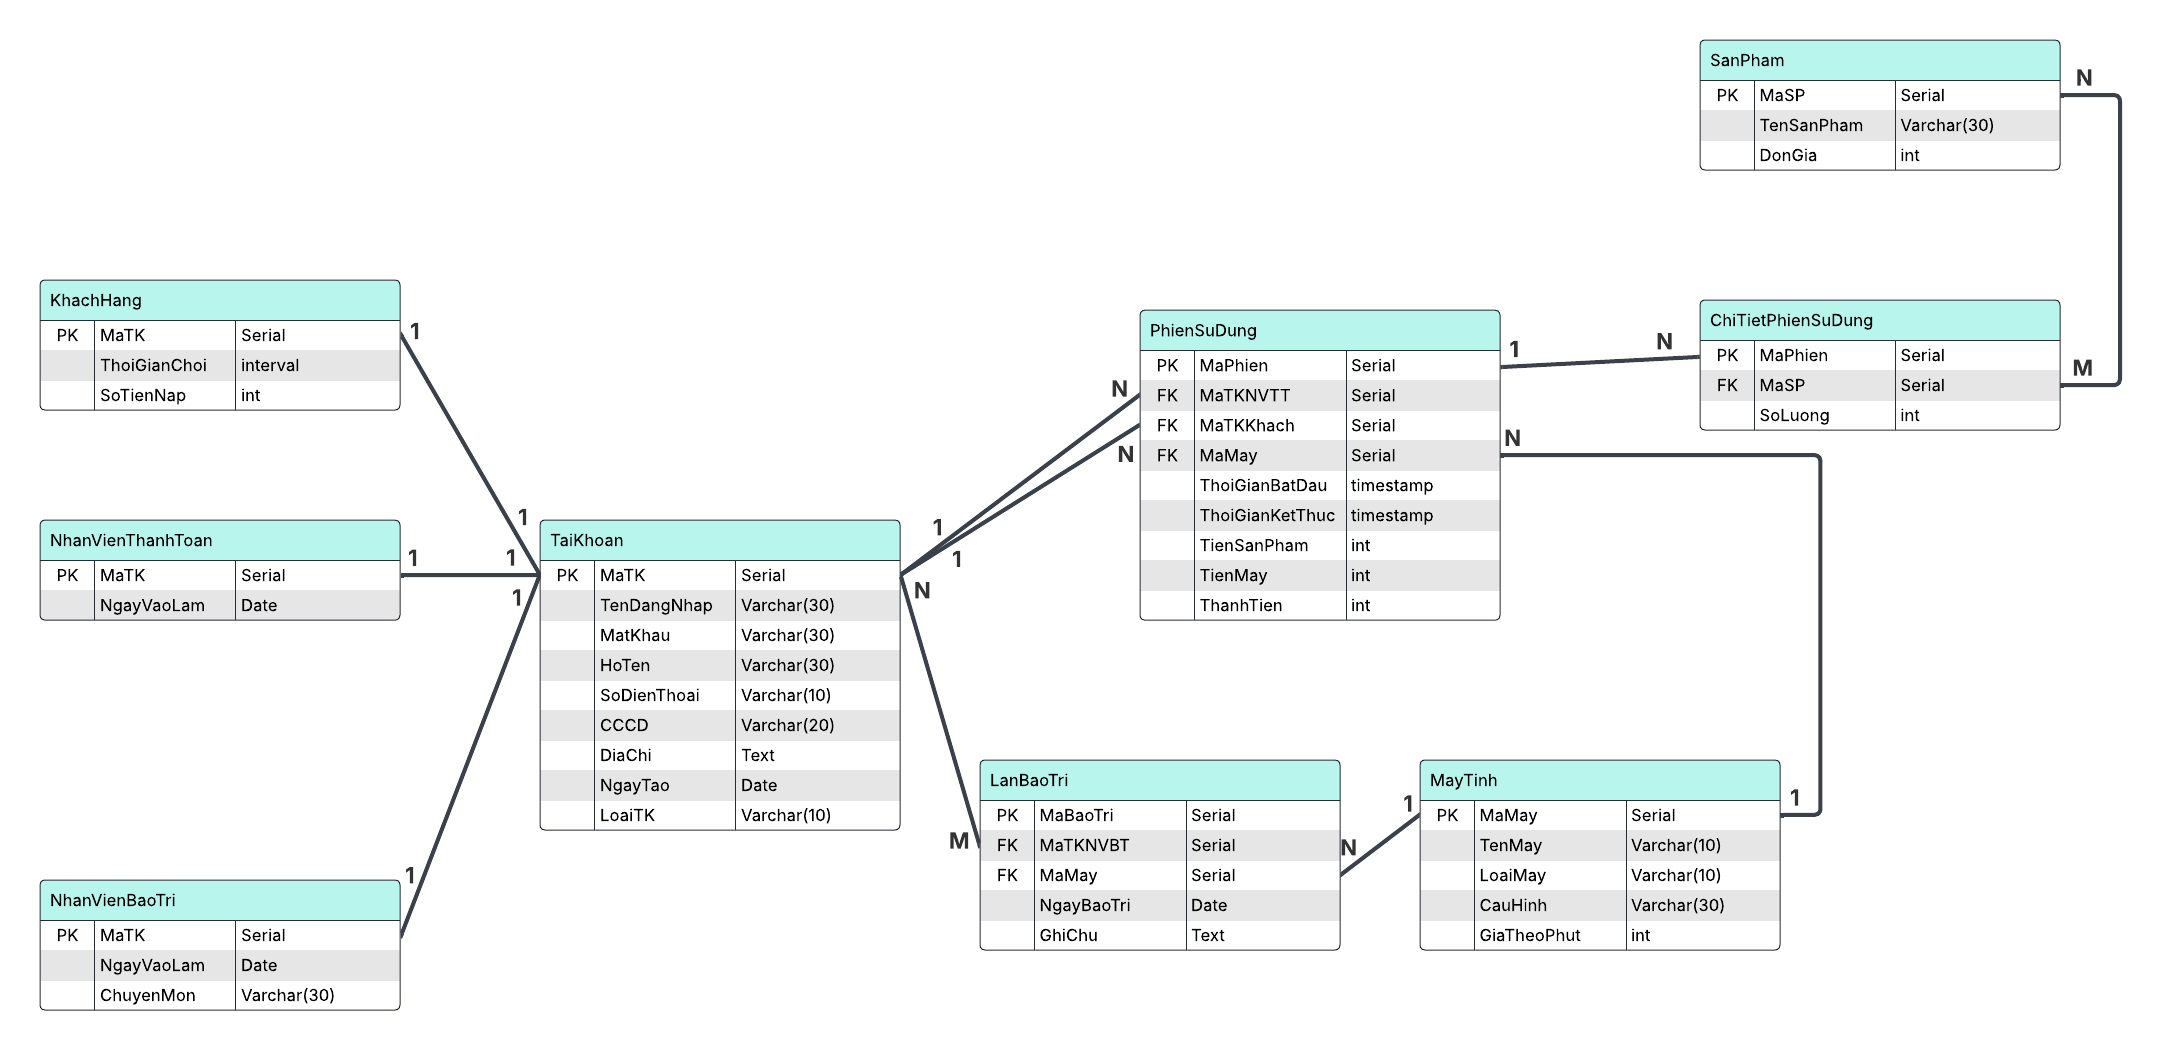 SanPham
PK MaSP Serial
TenSanPham Varchar(30)
DonGia int
N
KhachHang
PK MaTK Serial
ThoiGianChoi interval
SoTienNap int
1
1
NhanVienThanhToan
PK MaTK Serial
NgayVaoLam Date
1
1
1
NhanVienBaoTri
PK MaTK Serial
NgayVaoLam Date
ChuyenMon Varchar(30)
1
TaiKhoan
PK MaTK Serial
TenDangNhap Varchar(30)
MatKhau Varchar(30)
HoTen Varchar(30)
SoDienThoai Varchar(10)
CCCD Varchar(20)
DiaChi Text
NgayTao Date
LoaiTK Varchar(10)
1
1
N
N
N
PhienSuDung
PK MaPhien Serial
FK MaTKNVTT Serial
FK MaTKKhach Serial
FK MaMay Serial
ThoiGianBatDau timestamp
ThoiGianKetThuc timestamp
TienSanPham int
TienMay int
ThanhTien int
1
N
N
ChiTietPhienSuDung
PK MaPhien Serial
FK MaSP Serial
SoLuong int
M
M
LanBaoTri
PK MaBaoTri Serial
FK MaTKNVBT Serial
FK MaMay Serial
NgayBaoTri Date
GhiChu Text
N
1
MayTinh
PK MaMay Serial
TenMay Varchar(10)
LoaiMay Varchar(10)
CauHinh Varchar(30)
GiaTheoPhut int
1